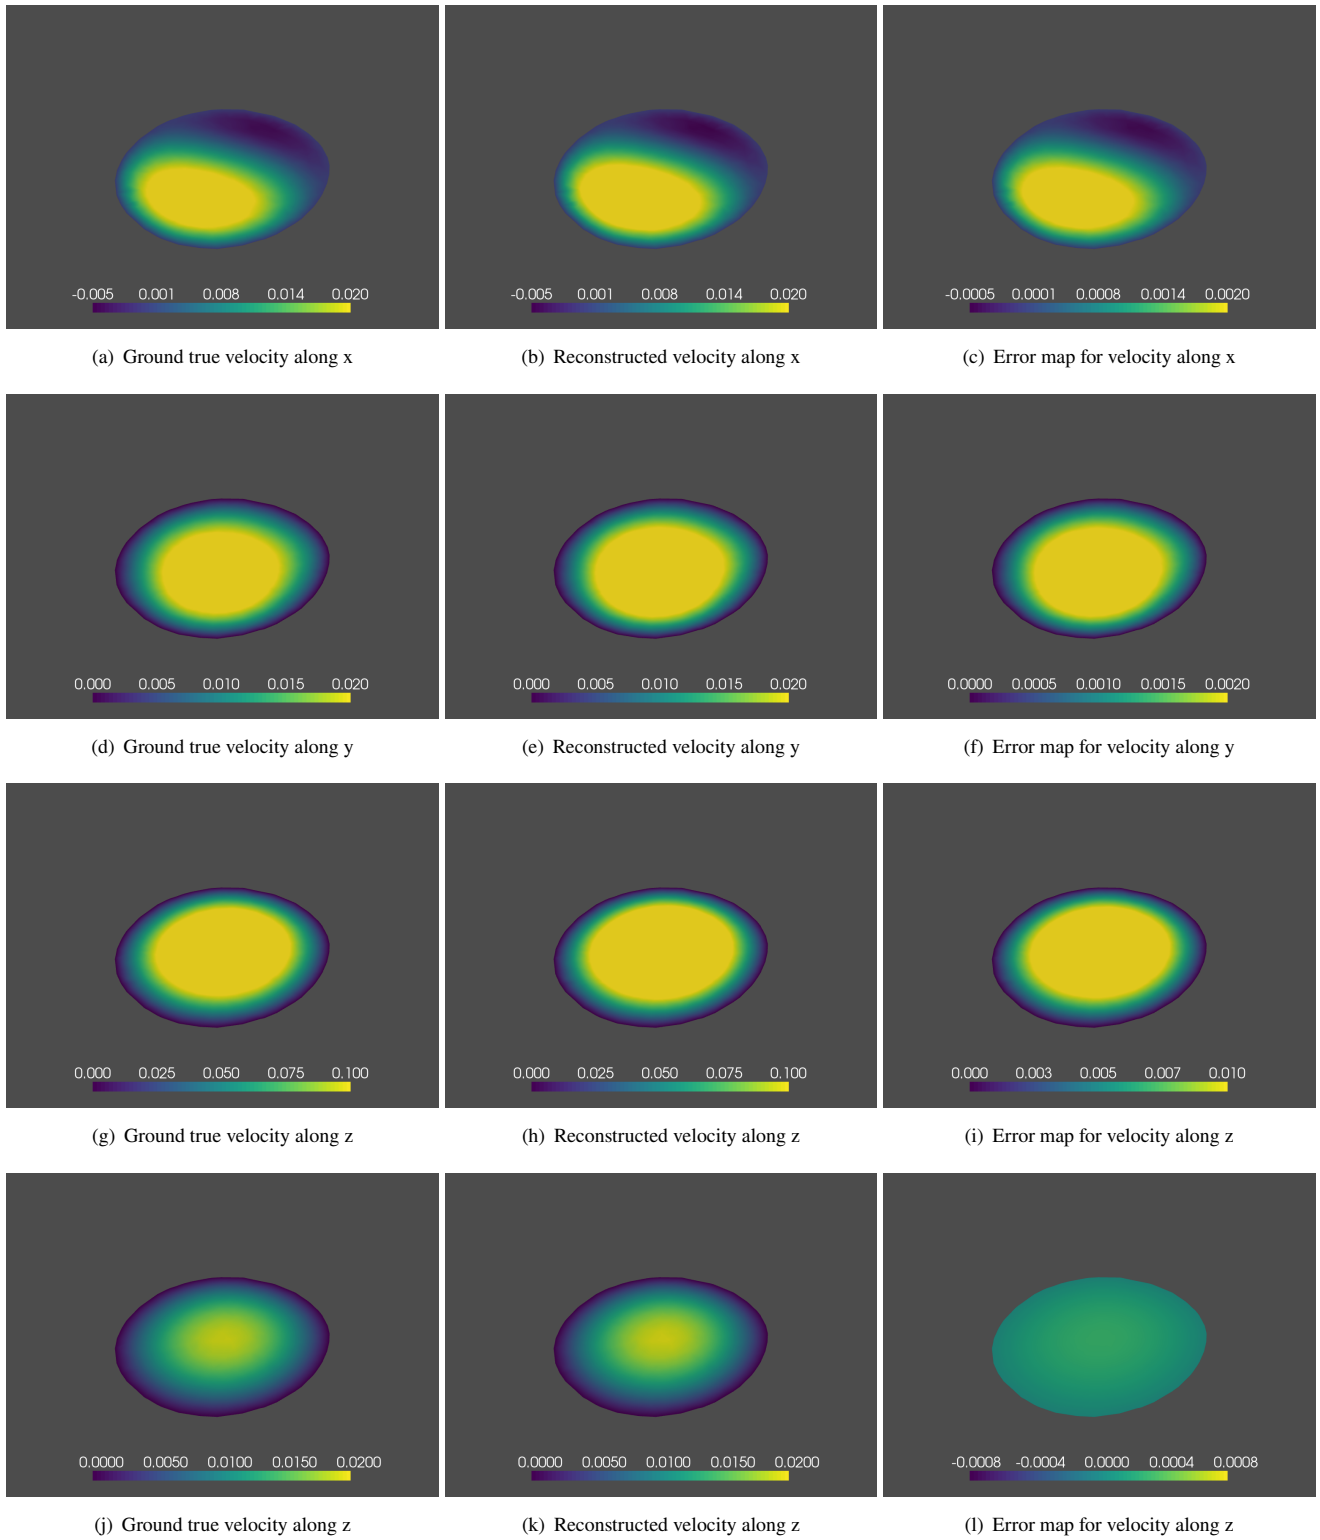 -0.005 0.001 0.008 0.014 0.020
-0.005 0.001 0.008 0.014 0.020
-0.0005 0.0001 0.0008 0.0014 0.0020
(a) Ground true velocity along x
(b) Reconstructed velocity along x
(c) Error map for velocity along x
0.000 0.005 0.010 0.015 0.020
0.000 0.005 0.010 0.015 0.020
0.0000 0.0005 0.0010 0.0015 0.0020
(d) Ground true velocity along y
(e) Reconstructed velocity along y
(f) Error map for velocity along y
0.000 0.025 0.050 0.075 0.100
0.000 0.025 0.050 0.075 0.100
0.000 0.003 0.005 0.007 0.010
(g) Ground true velocity along z
(h) Reconstructed velocity along z
(i) Error map for velocity along z
0.0000 0.0050 0.0100 0.0150 0.0200
0.0000 0.0050 0.0100 0.0150 0.0200
-0.0008 -0.0004 0.0000 0.0004 0.0008
(j) Ground true velocity along z
(k) Reconstructed velocity along z
(l) Error map for velocity along z